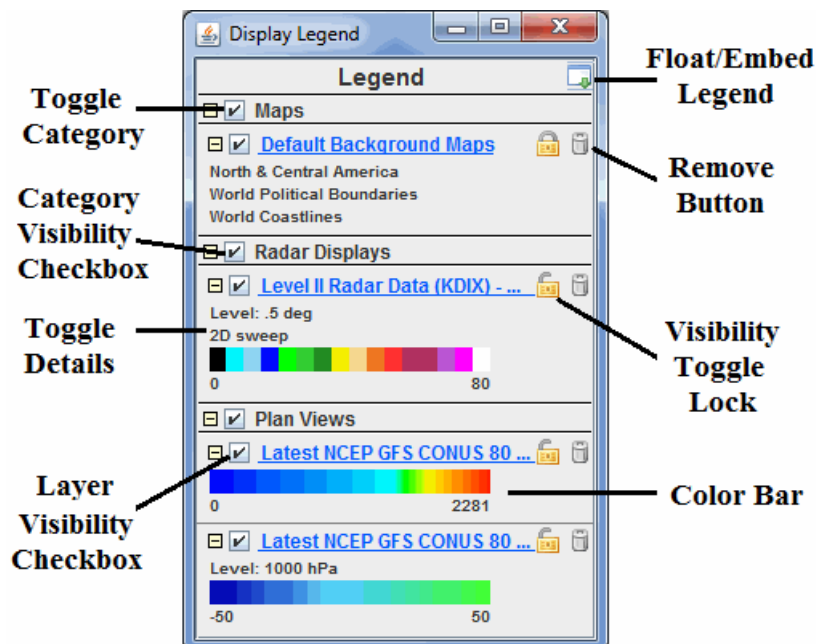 Display Legend
Legend
Float/Embed
Legend
Toggle
Category
Maps
Default Background Maps
North & Central America
World Political Boundaries
World Coastlines
Remove
Button
Category
Visibility
Checkbox
Radar Displays
Level II Radar Data (KDIX) - ...
Level: .5 deg
2D sweep
0 80
Toggle
Details
Visibility
Toggle
Lock
Plan Views
Latest NCEP GFS CONUS 80 ...
0 2281
Layer
Visibility
Checkbox
Color Bar
Latest NCEP GFS CONUS 80 ...
Level: 1000 hPa
-50 50